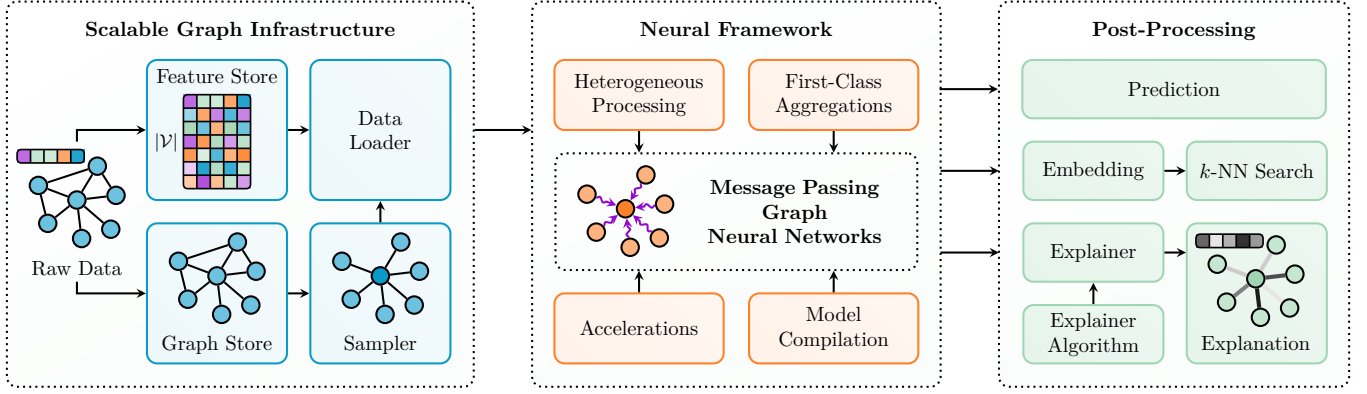 Scalable Graph Infrastructure
Feature Store
|𝒱|
Data
Loader
Raw Data
Graph Store
Sampler
Neural Framework
Heterogeneous
Processing
First-Class
Aggregations
Message Passing
Graph
Neural Networks
Accelerations
Model
Compilation
Post-Processing
Prediction
Embedding
k-NN Search
Explainer
Explainer
Algorithm
Explanation